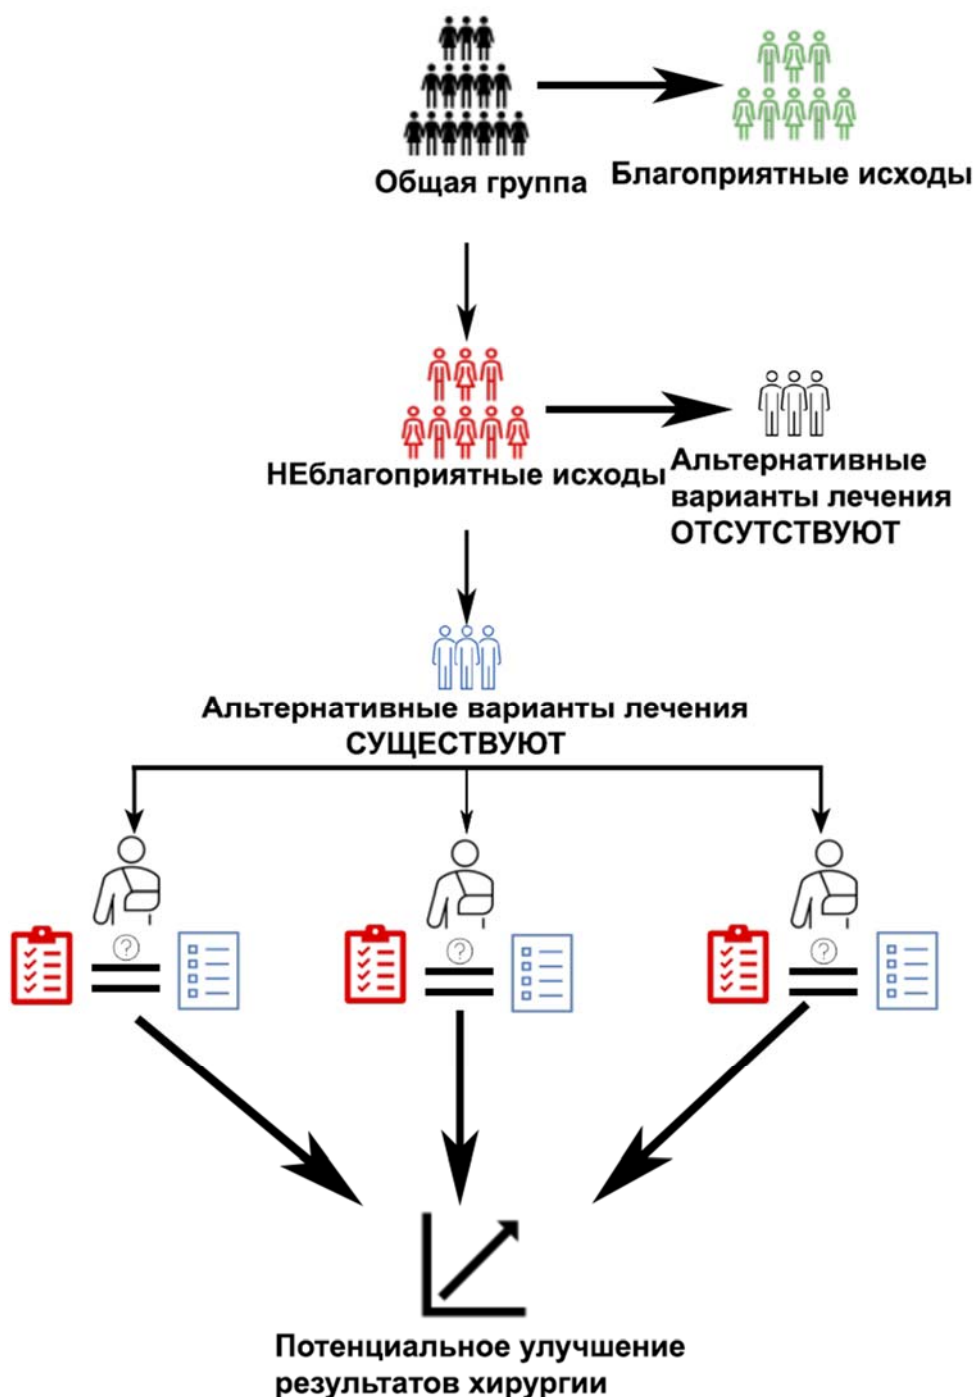 Общая группа
Благоприятные исходы
НЕблагоприятные исходы
Альтернативные
варианты лечения
ОТСУТСТВУЮТ
Альтернативные варианты лечения
СУЩЕСТВУЮТ
?
?
?
Потенциальное улучшение
результатов хирургии